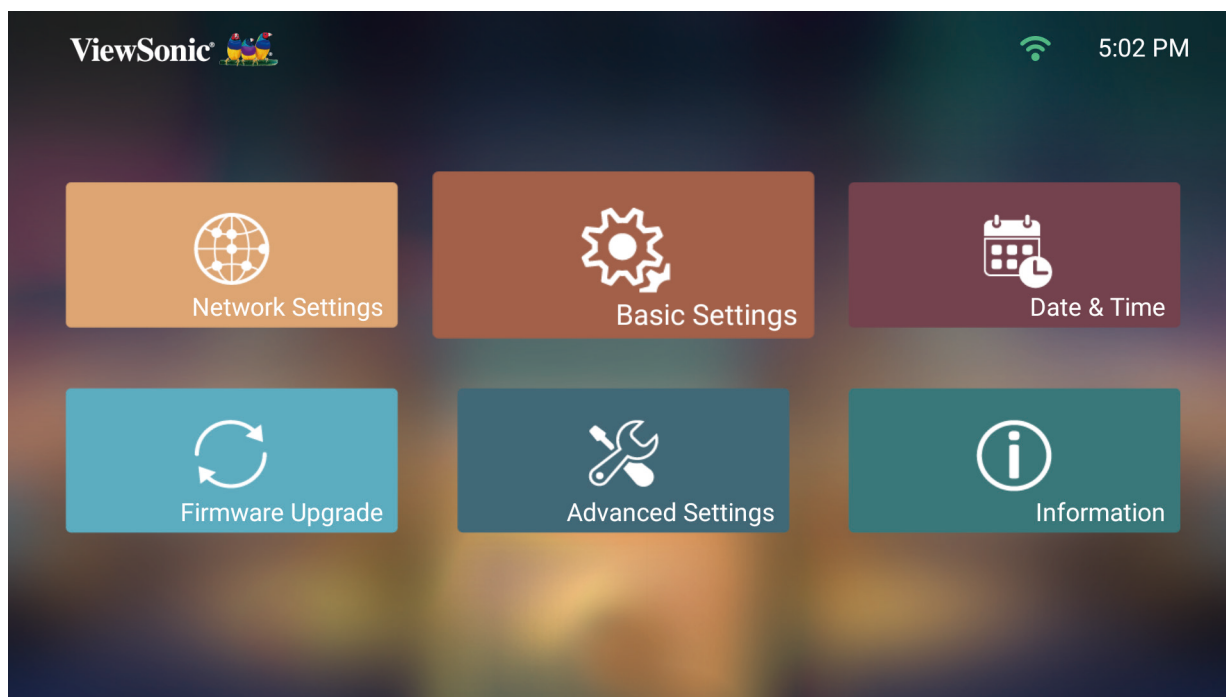 ViewSonic®
5:02 PM
Network Settings
Basic Settings
Date & Time
Firmware Upgrade
Advanced Settings
Information